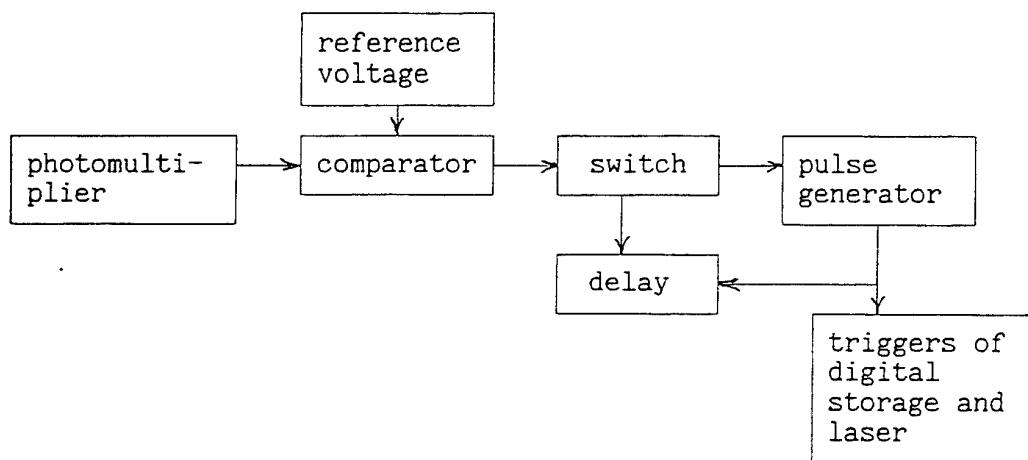 reference
voltage
photomulti-
plier
comparator
switch
pulse
generator
delay
triggers of
digital
storage and
laser